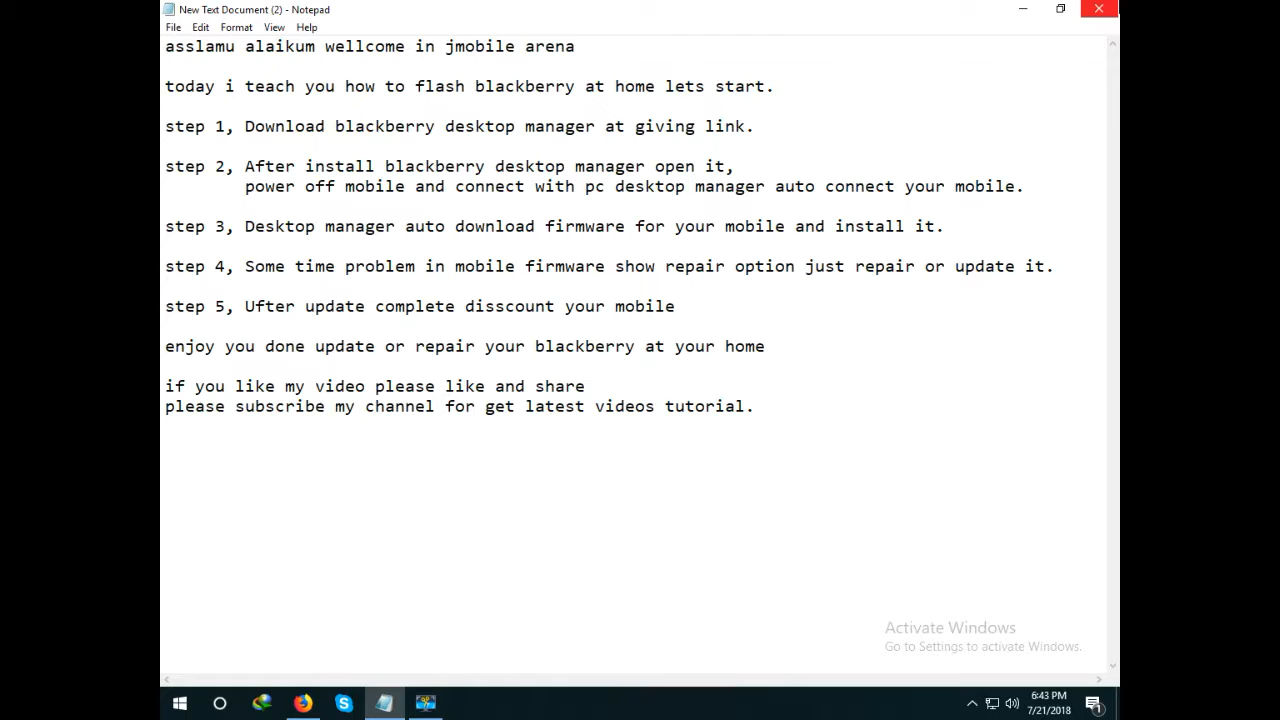 New Text Document (2) - Notepad
File Edit Format View Help
asslamu alaikum wellcome in jmobile arena
today i teach you how to flash blackberry at home lets start.
step 1, Download blackberry desktop manager at giving link.
step 2, After install blackberry desktop manager open it,
power off mobile and connect with pc desktop manager auto connect your mobile.
step 3, Desktop manager auto download firmware for your mobile and install it.
step 4, Some time problem in mobile firmware show repair option just repair or update it.
step 5, Ufter update complete disscount your mobile
enjoy you done update or repair your blackberry at your home
if you like my video please like and share
please subscribe my channel for get latest videos tutorial.
Activate Windows
Go to Settings to activate Windows.
6:43 PM
7/21/2018
1